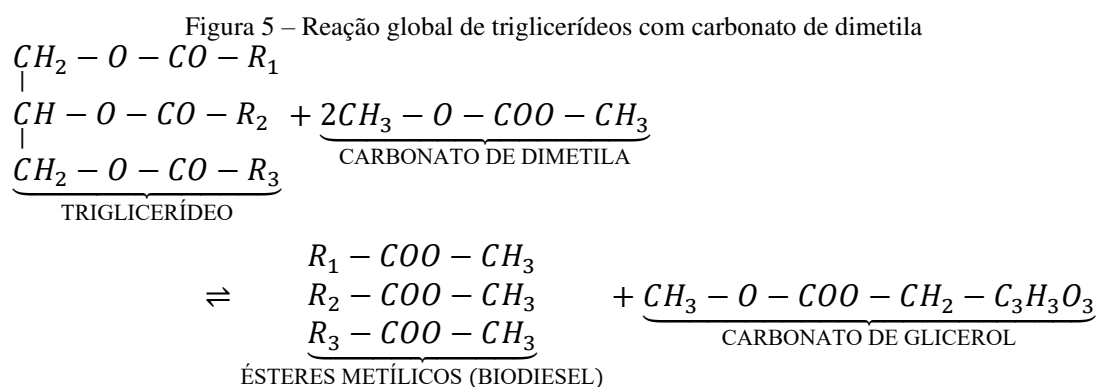 Figura 5 – Reação global de triglicerídeos com carbonato de dimetila
CH₂ − O − CO − R₁
|
CH − O − CO − R₂ + 2CH₃ − O − COO − CH₃
|
CARBONATO DE DIMETILA
CH₂ − O − CO − R₃
TRIGLICERÍDEO
R₁ − COO − CH₃
⇌ R₂ − COO − CH₃ + CH₃ − O − COO − CH₂ − C₃H₃O₃
R₃ − COO − CH₃
CARBONATO DE GLICEROL
ÉSTERES METÍLICOS (BIODIESEL)